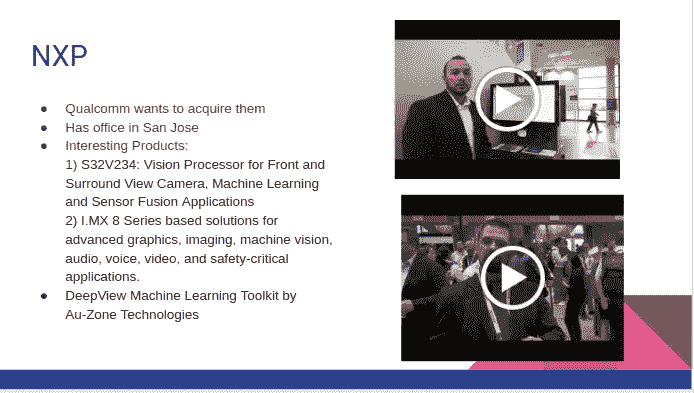 NXP
● Qualcomm wants to acquire them
● Has office in San Jose
● Interesting Products:
1) S32V234: Vision Processor for Front and
Surround View Camera, Machine Learning
and Sensor Fusion Applications
2) I.MX 8 Series based solutions for
advanced graphics, imaging, machine vision,
audio, voice, video, and safety-critical
applications.
● DeepView Machine Learning Toolkit by
Au-Zone Technologies